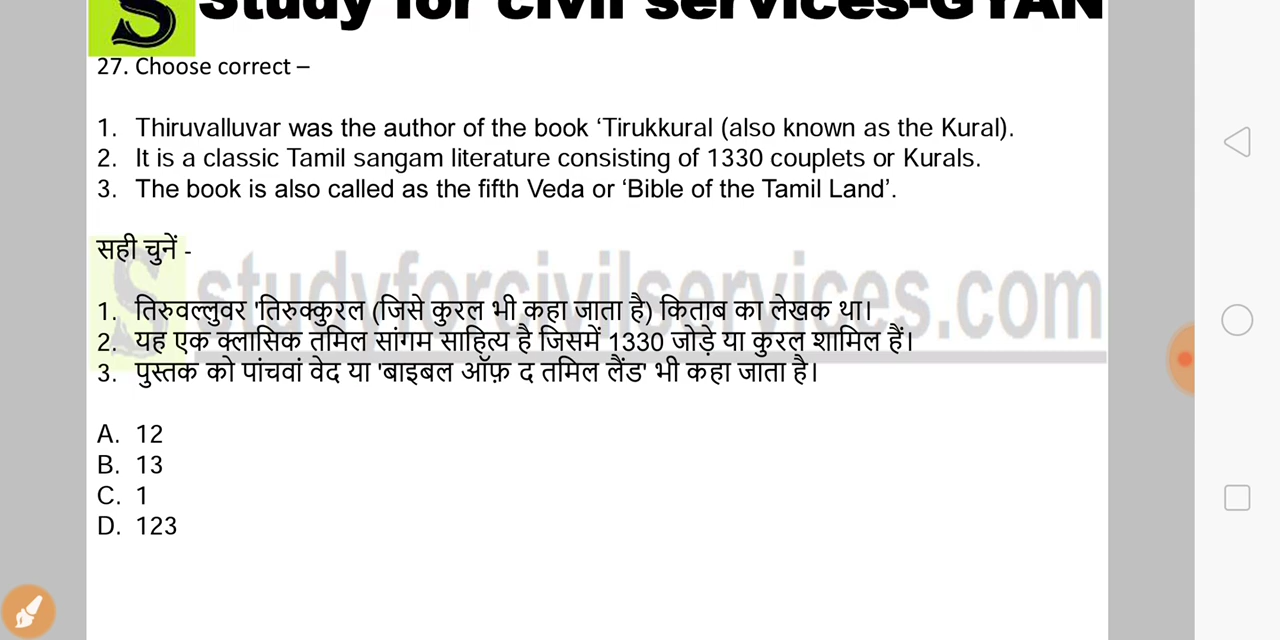 Study for civil services-GYAN
27. Choose correct –
1. Thiruvalluvar was the author of the book ‘Tirukkural (also known as the Kural).
2. It is a classic Tamil sangam literature consisting of 1330 couplets or Kurals.
3. The book is also called as the fifth Veda or ‘Bible of the Tamil Land’.
सही चुनें -
studyforcivilservices.com
1. तिरुवल्लुवर 'तिरुक्कुरल (जिसे कुरल भी कहा जाता है) किताब का लेखक था।
2. यह एक क्लासिक तमिल सांगम साहित्य है जिसमें 1330 जोड़े या कुरल शामिल हैं।
3. पुस्तक को पांचवां वेद या 'बाइबल ऑफ़ द तमिल लैंड' भी कहा जाता है।
A. 12
B. 13
C. 1
D. 123